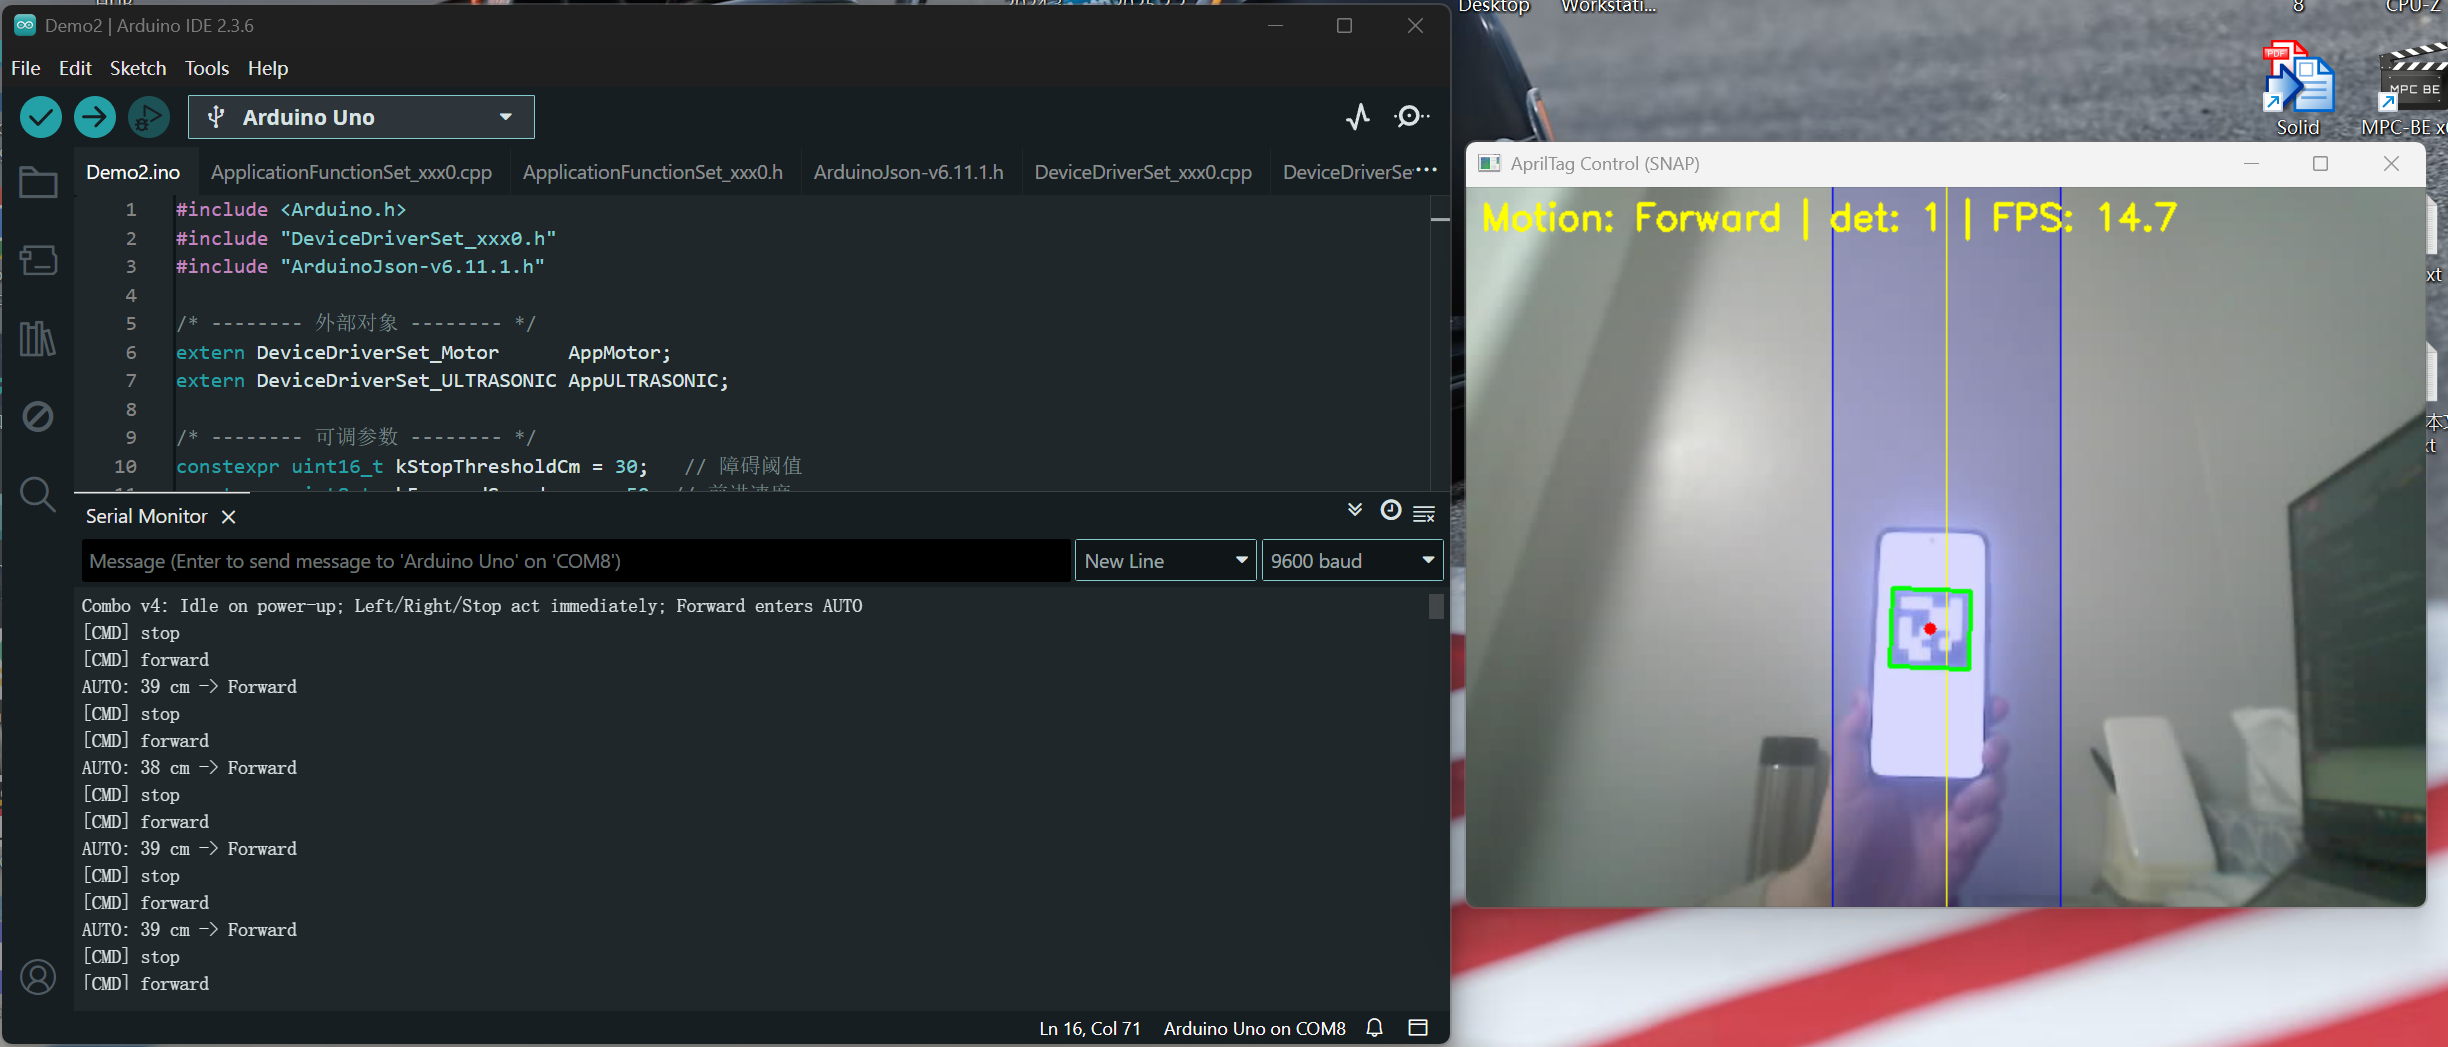 Demo2 | Arduino IDE 2.3.6
File Edit Sketch Tools Help
Arduino Uno
Demo2.ino ApplicationFunctionSet_xxx0.cpp ApplicationFunctionSet_xxx0.h ArduinoJson-v6.11.1.h DeviceDriverSet_xxx0.cpp DeviceDriverSe ...
1 #include <Arduino.h>
2 #include "DeviceDriverSet_xxx0.h"
3 #include "ArduinoJson-v6.11.1.h"
4
5 /* -------- 外部对象 -------- */
6 extern DeviceDriverSet_Motor      AppMotor;
7 extern DeviceDriverSet_ULTRASONIC AppULTRASONIC;
8
9 /* -------- 可调参数 -------- */
10 constexpr uint16_t kStopThresholdCm = 30;   // 障碍阈值
Serial Monitor
Message (Enter to send message to 'Arduino Uno' on 'COM8')
New Line
9600 baud
Combo v4: Idle on power-up; Left/Right/Stop act immediately; Forward enters AUTO
[CMD] stop
[CMD] forward
AUTO: 39 cm -> Forward
[CMD] stop
[CMD] forward
AUTO: 38 cm -> Forward
[CMD] stop
[CMD] forward
AUTO: 39 cm -> Forward
[CMD] stop
[CMD] forward
AUTO: 39 cm -> Forward
[CMD] stop
[CMD] forward
Ln 16, Col 71 Arduino Uno on COM8
Desktop
Workstati...
8
CPU-Z
PDF
Solid
MPC BE
MPC-BE x
AprilTag Control (SNAP)
Motion: Forward | det: 1 | FPS: 14.7